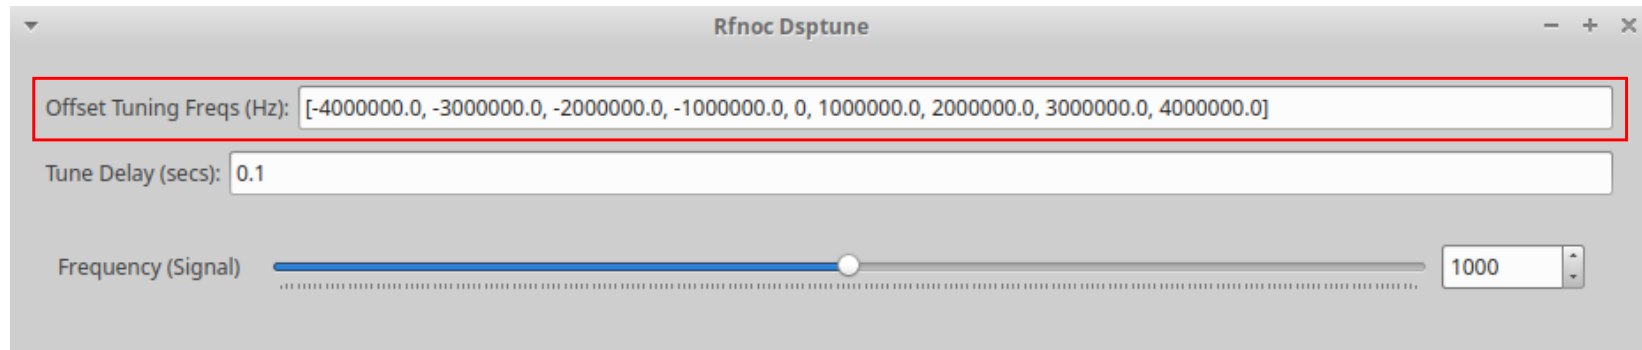 Rfnoc Dsptune
Offset Tuning Freqs (Hz): [-4000000.0, -3000000.0, -2000000.0, -1000000.0, 0, 1000000.0, 2000000.0, 3000000.0, 4000000.0]
Tune Delay (secs): 0.1
Frequency (Signal) 1000